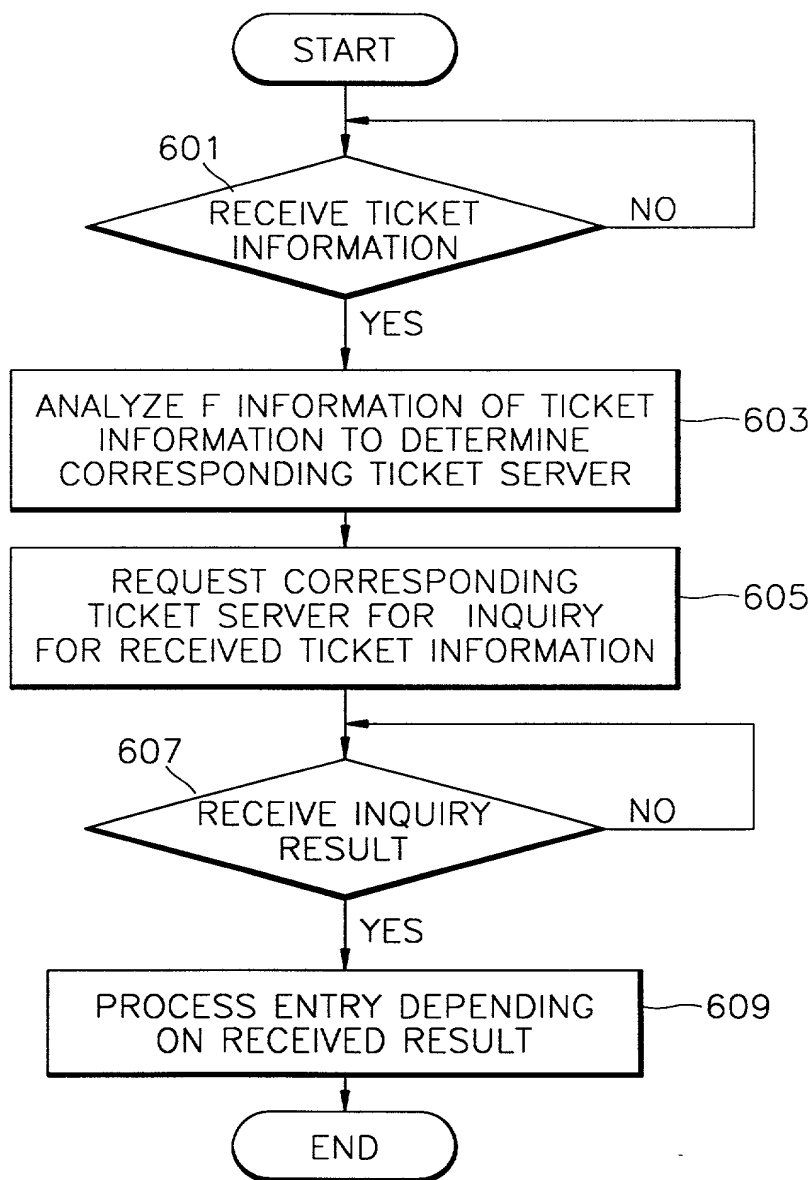 START
601
RECEIVE TICKET
INFORMATION
NO
YES
ANALYZE F INFORMATION OF TICKET
INFORMATION TO DETERMINE
CORRESPONDING TICKET SERVER
603
REQUEST CORRESPONDING
TICKET SERVER FOR INQUIRY
FOR RECEIVED TICKET INFORMATION
605
607
RECEIVE INQUIRY
RESULT
NO
YES
PROCESS ENTRY DEPENDING
ON RECEIVED RESULT
609
END